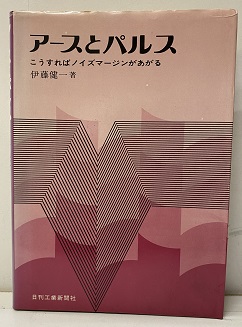 アースとパルス
こうすればノイズマージンがあがる
伊藤健一 著
日刊工業新聞社